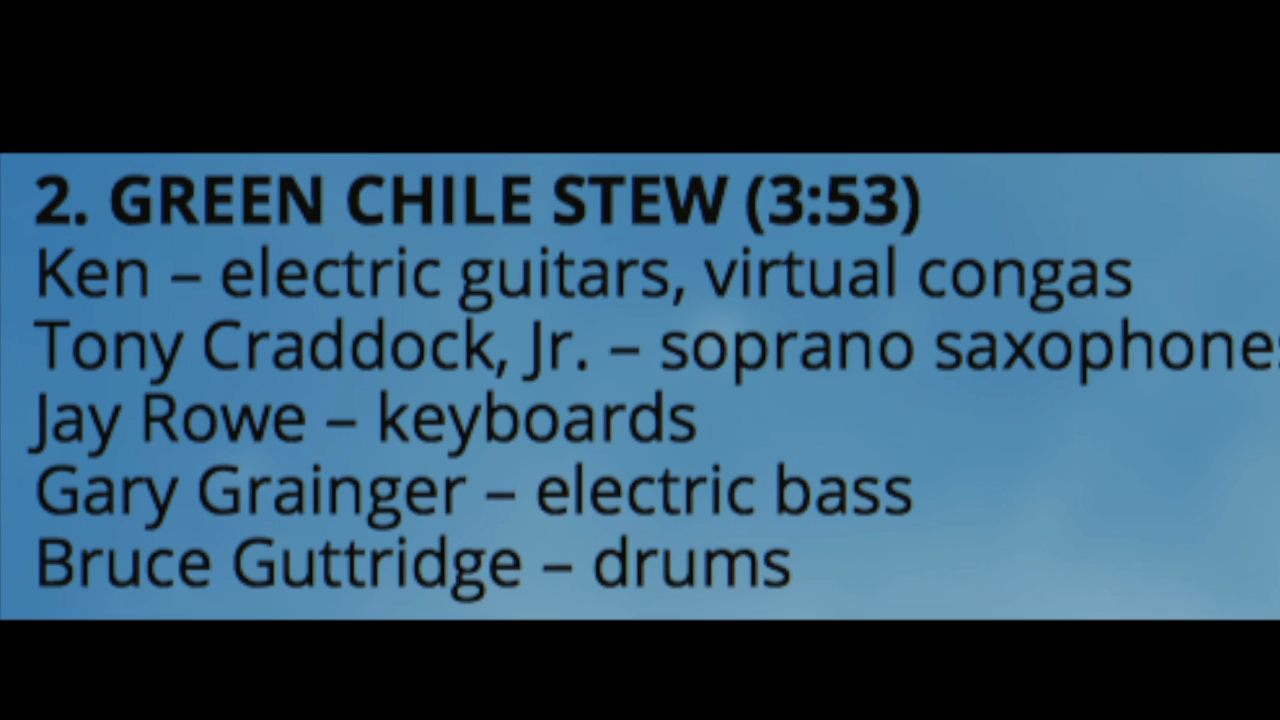 2. GREEN CHILE STEW (3:53)
Ken – electric guitars, virtual congas
Tony Craddock, Jr. – soprano saxophones
Jay Rowe – keyboards
Gary Grainger – electric bass
Bruce Guttridge – drums